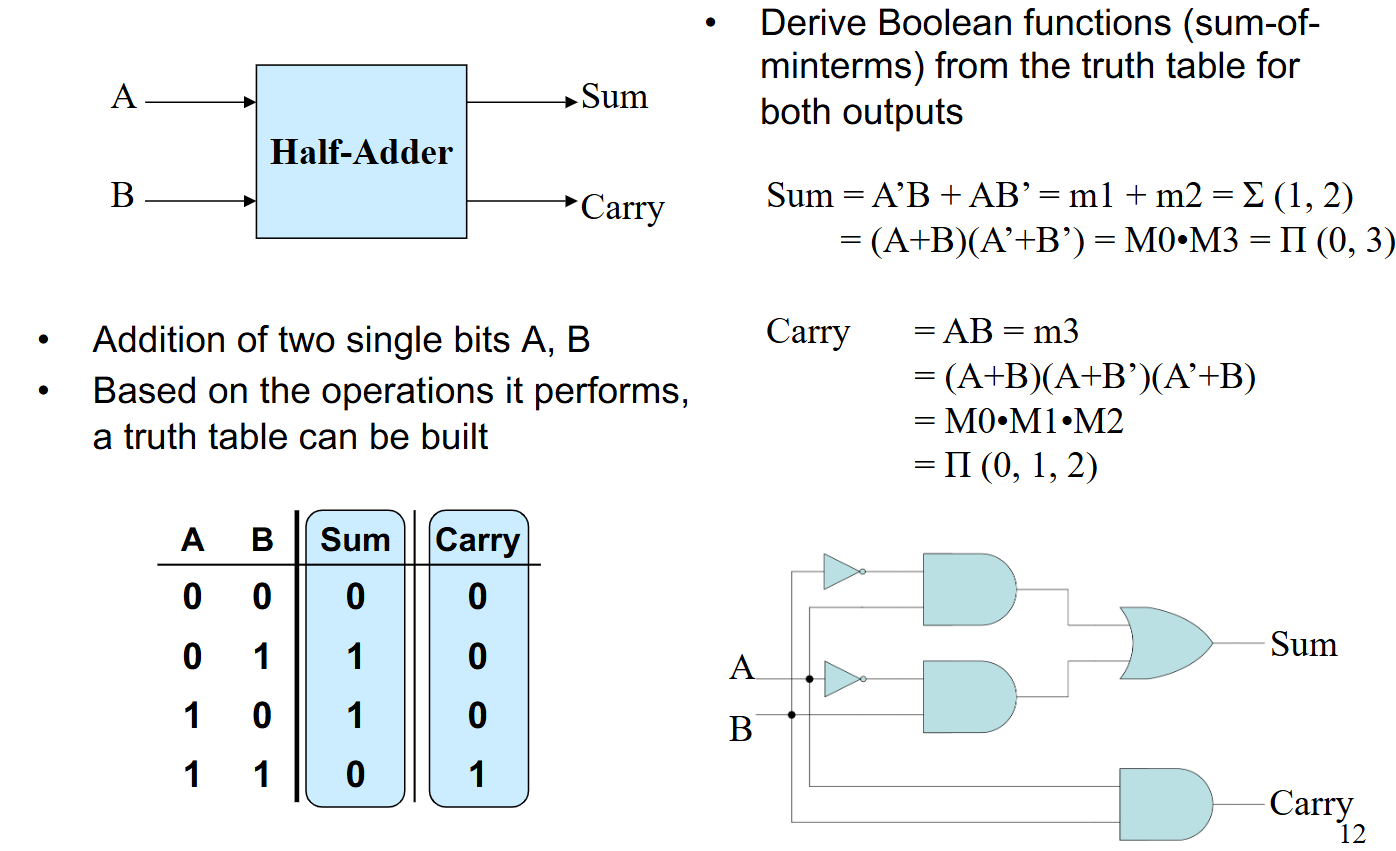 A
B
Half-Adder
Sum
Carry
• Addition of two single bits A, B
• Based on the operations it performs,
a truth table can be built
A B Sum Carry
0 0 0 0
0 1 1 0
1 0 1 0
1 1 0 1
• Derive Boolean functions (sum-of-
minterms) from the truth table for
both outputs
Sum = A’B + AB’ = m1 + m2 = Σ (1, 2)
= (A+B)(A’+B’) = M0•M3 = Π (0, 3)
Carry = AB = m3
= (A+B)(A+B’)(A’+B)
= M0•M1•M2
= Π (0, 1, 2)
A
B
Sum
Carry
12